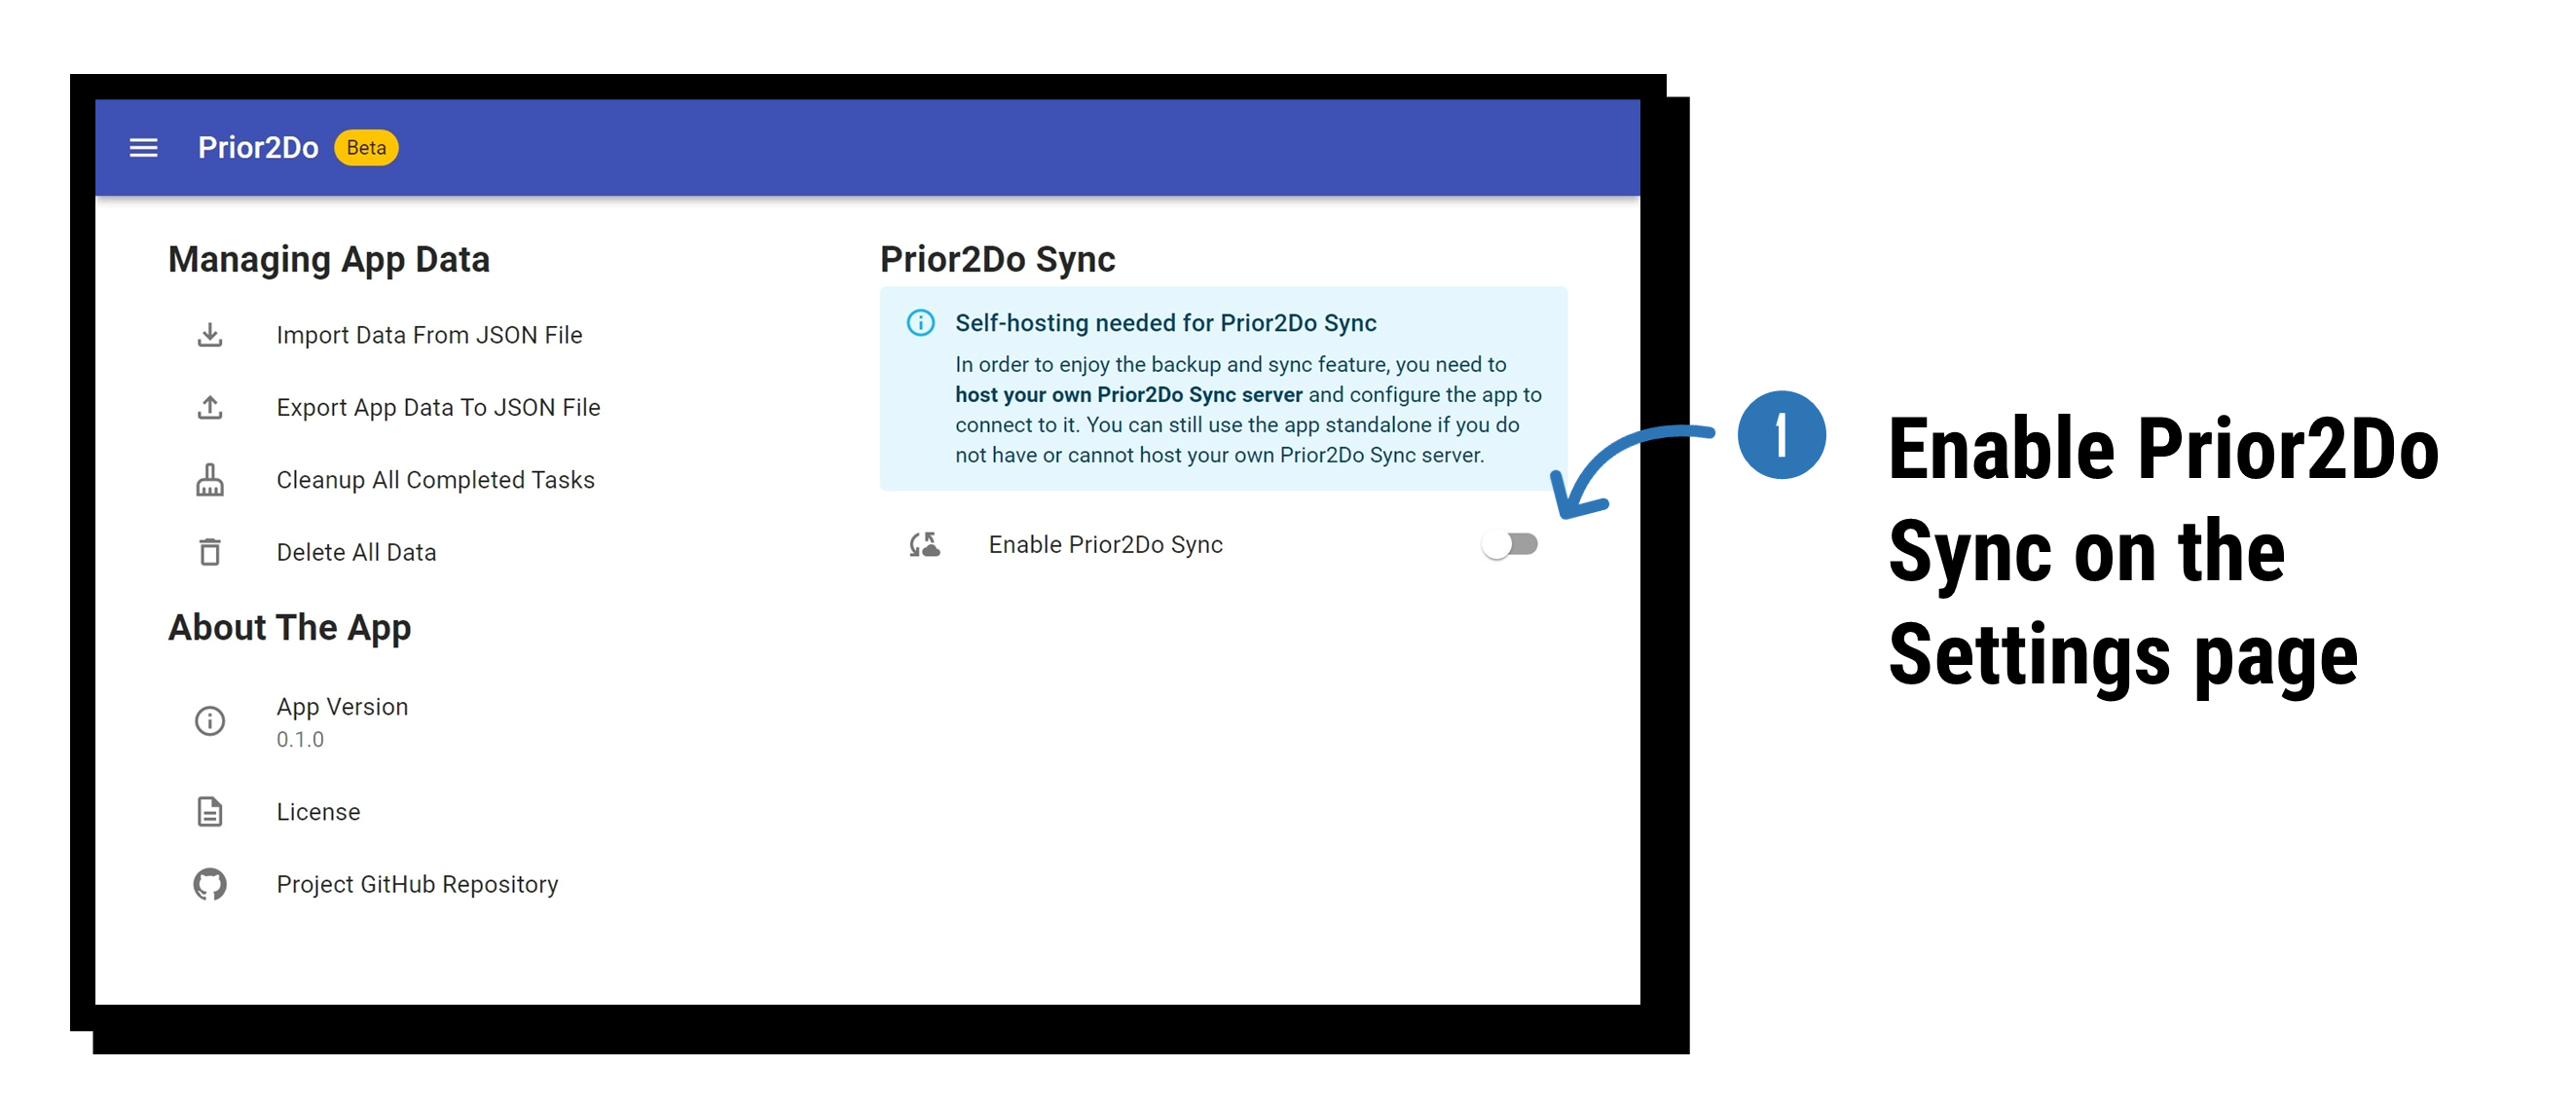 Prior2Do Beta
Managing App Data
Import Data From JSON File
Export App Data To JSON File
Cleanup All Completed Tasks
Delete All Data
About The App
App Version
0.1.0
License
Project GitHub Repository
Prior2Do Sync
Self-hosting needed for Prior2Do Sync
In order to enjoy the backup and sync feature, you need to
host your own Prior2Do Sync server and configure the app to
connect to it. You can still use the app standalone if you do
not have or cannot host your own Prior2Do Sync server.
Enable Prior2Do Sync
1
Enable Prior2Do
Sync on the
Settings page